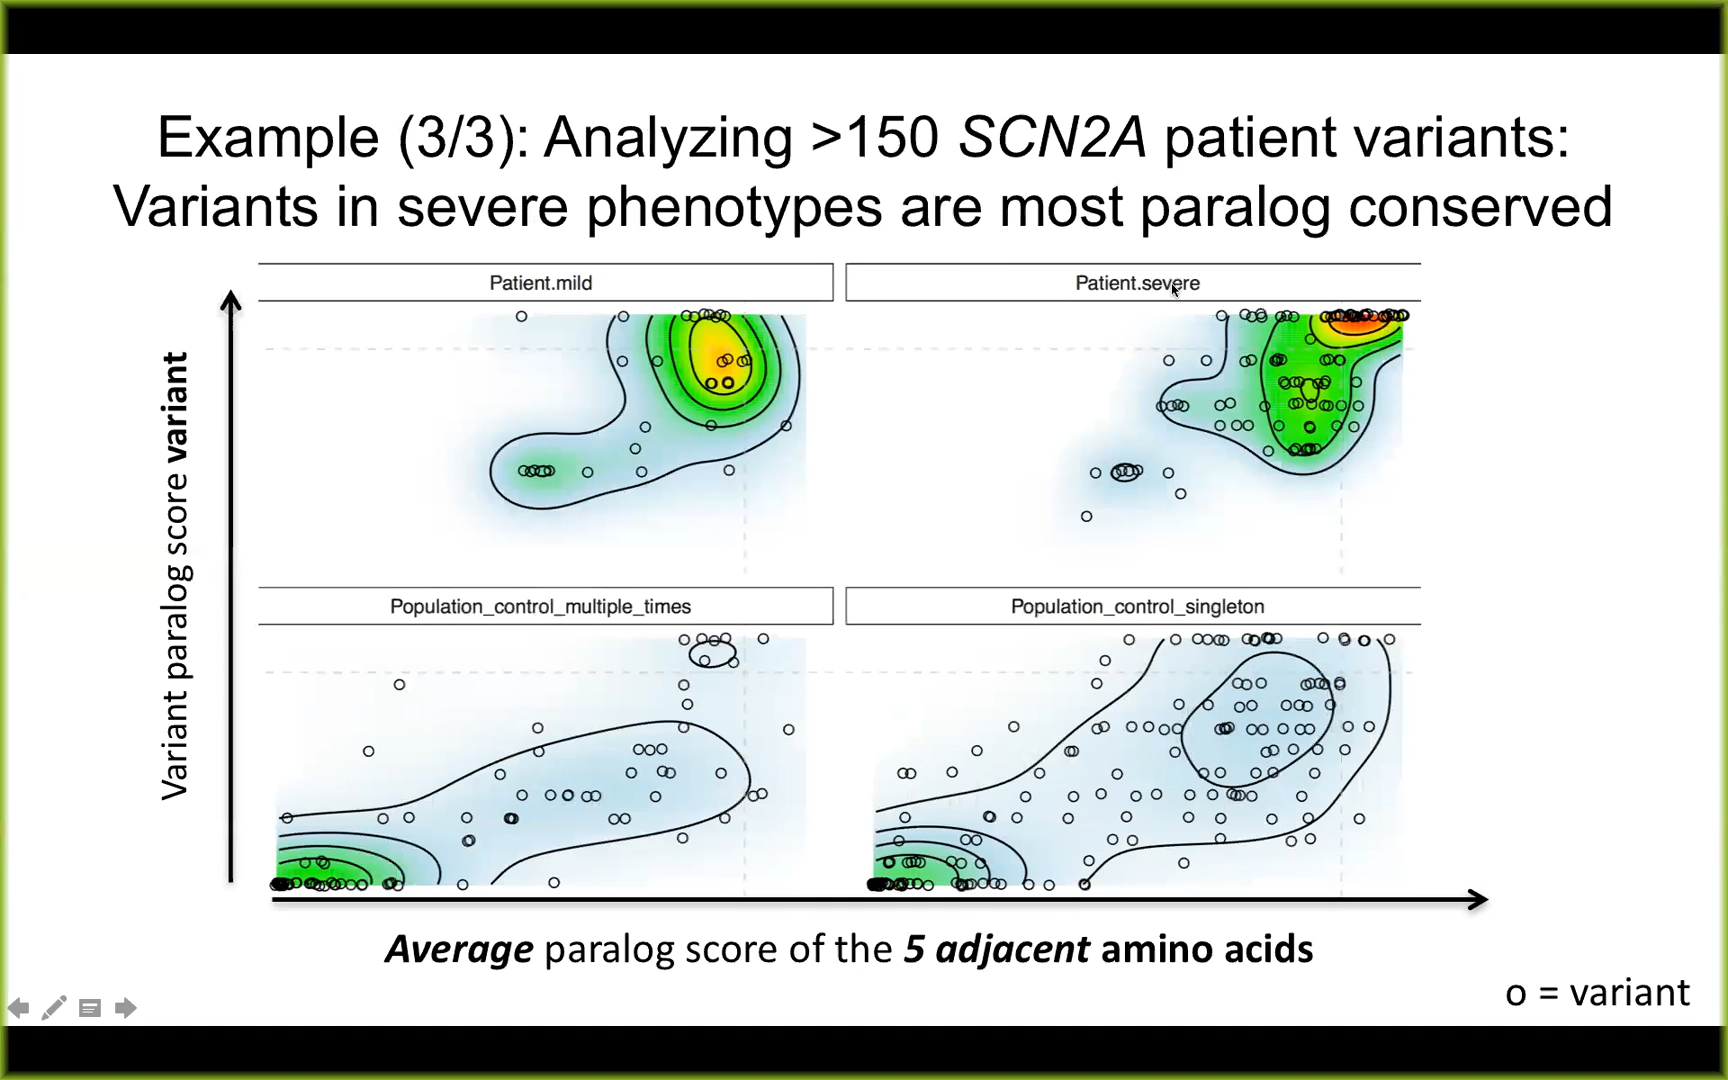 Example (3/3): Analyzing >150 SCN2A patient variants:
Variants in severe phenotypes are most paralog conserved
Patient.mild
Patient.severe
Variant paralog score variant
Population_control_multiple_times
Population_control_singleton
Average paralog score of the 5 adjacent amino acids
o = variant